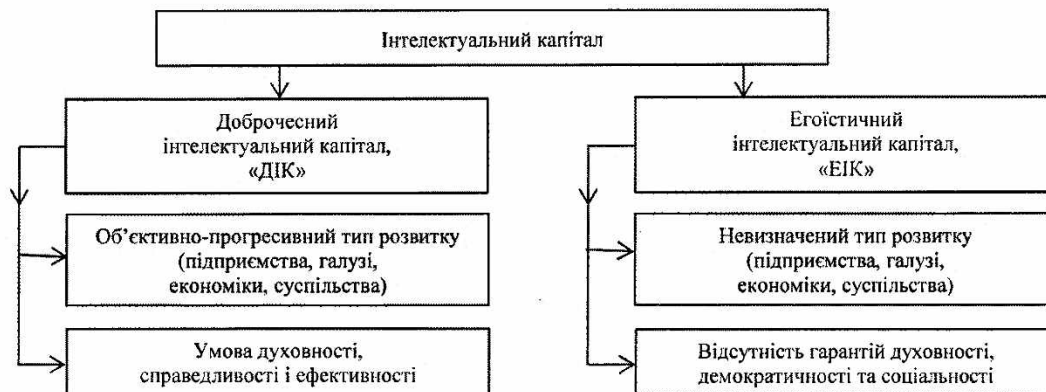 Інтелектуальний капітал
Доброчесний
інтелектуальний капітал,
«ДІК»
Об’єктивно-прогресивний тип розвитку
(підприємства, галузі,
економіки, суспільства)
Умова духовності,
справедливості і ефективності
Егоїстичний
інтелектуальний капітал,
«ЕІК»
Невизначений тип розвитку
(підприємства, галузі,
економіки, суспільства)
Відсутність гарантій духовності,
демократичності та соціальності